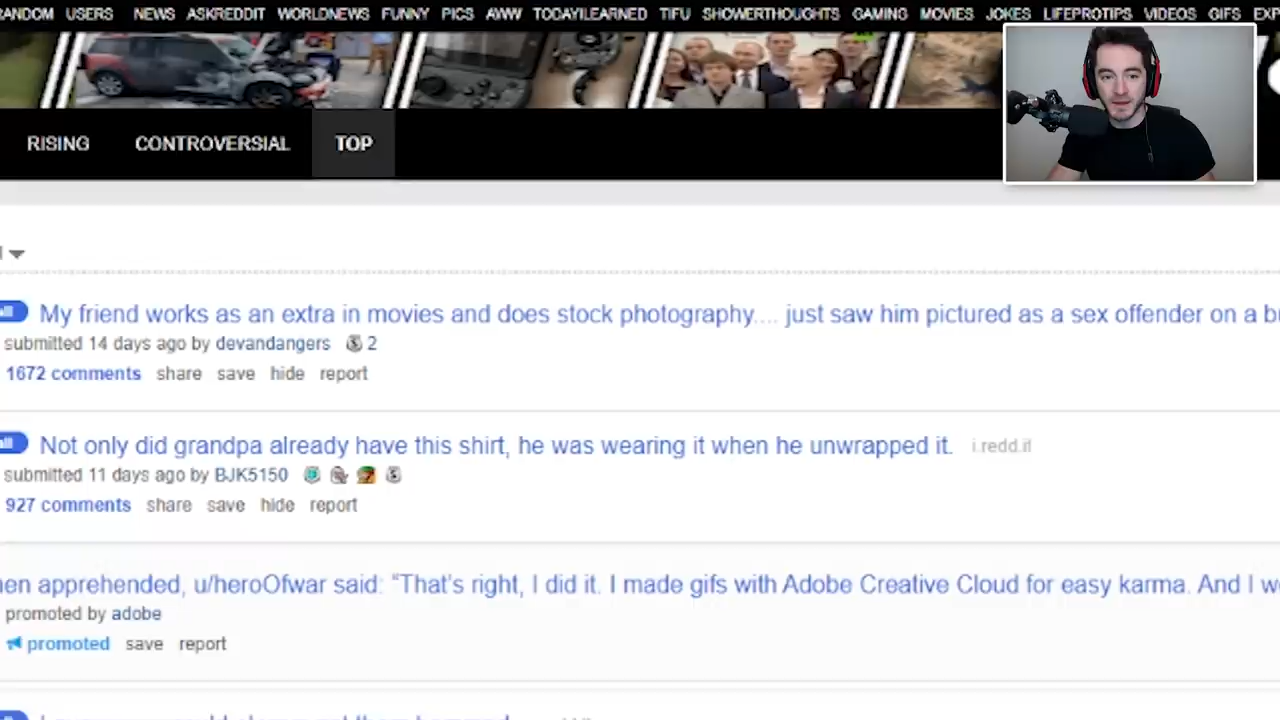 USERS NEWS ASKREDDIT WORLDNEWS FUNNY PICS AWW TODAYILEARNED TIFU SHOWERTHOUGHTS GAMING MOVIES JOKES LIFEPROTIPS VIDEOS GIFS
RISING CONTROVERSIAL TOP
My friend works as an extra in movies and does stock photography.... just saw him pictured as a sex offender on a
submitted 14 days ago by devandangers 2
1672 comments share save hide report
Not only did grandpa already have this shirt, he was wearing it when he unwrapped it. i.redd.it
submitted 11 days ago by BJK5150
927 comments share save hide report
apprehended, u/heroOfwar said: “That's right, I did it. I made gifs with Adobe Creative Cloud for easy karma. And I
promoted by adobe
promoted save report